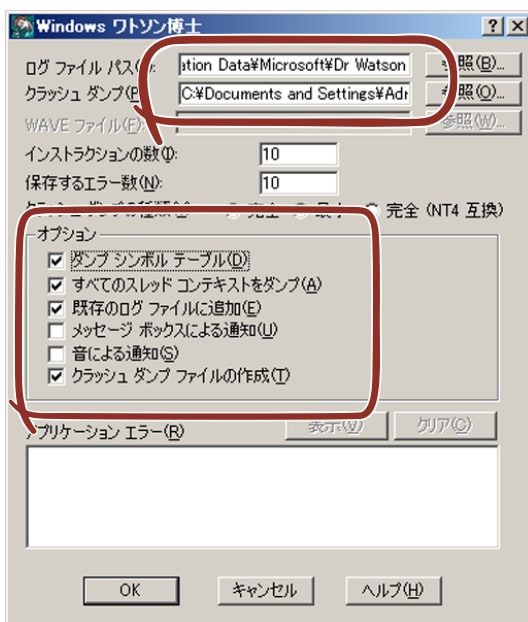 Windows ワトソン博士
ログ ファイル パス ation Data¥Microsoft¥Dr Watson 参照(B)...
クラッシュ ダンプ(P C:¥Documents and Settings¥Adr 参照(O)...
WAVE ファイル(F): 参照(W)...
インストラクションの数(I): 10
保存するエラー数(N): 10
完全 (NT4 互換)
オプション
ダンプ シンボル テーブル(D)
すべてのスレッド コンテキストをダンプ(A)
既存のログ ファイルに追加(E)
メッセージ ボックスによる通知(U)
音による通知(S)
クラッシュ ダンプ ファイルの作成(T)
アプリケーション エラー(R) 表示(V) クリア(C)
OK キャンセル ヘルプ(H)